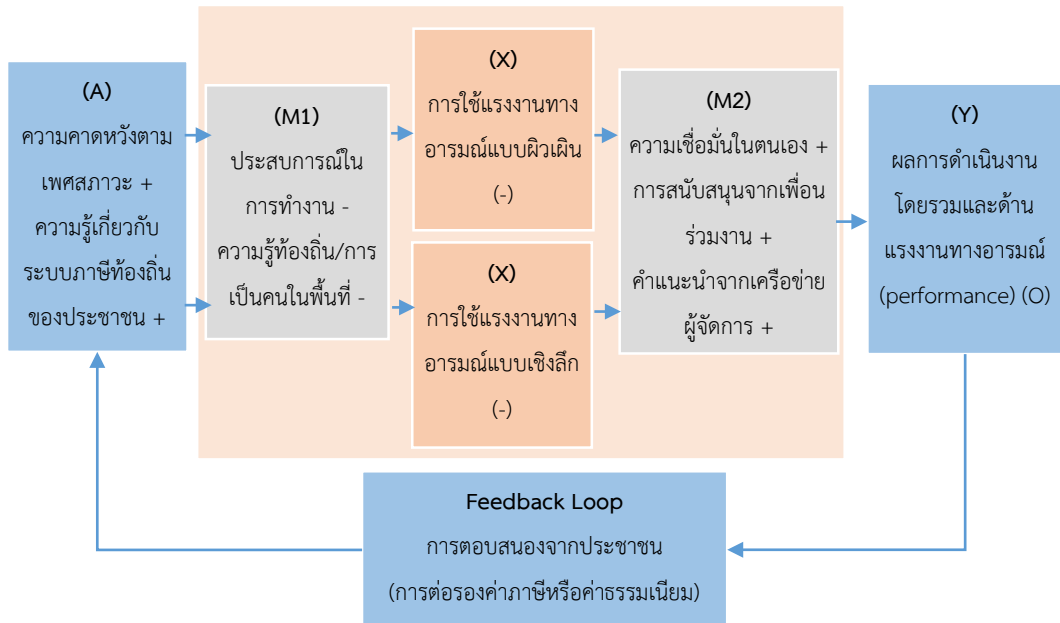 (A)
ความคาดหวังตาม
เพศสภาวะ +
ความรู้เกี่ยวกับ
ระบบภาษีท้องถิ่น
ของประชาชน +
(M1)
ประสบการณ์ใน
การทำงาน -
ความรู้ท้องถิ่น/การ
เป็นคนในพื้นที่ -
(X)
การใช้แรงงานทาง
อารมณ์แบบผิวเผิน
(-)
(X)
การใช้แรงงานทาง
อารมณ์แบบเชิงลึก
(-)
(M2)
ความเชื่อมั่นในตนเอง +
การสนับสนุนจากเพื่อน
ร่วมงาน +
คำแนะนำจากเครือข่าย
ผู้จัดการ +
(Y)
ผลการดำเนินงาน
โดยรวมและด้าน
แรงงานทางอารมณ์
(performance) (O)
Feedback Loop
การตอบสนองจากประชาชน
(การต่อรองค่าภาษีหรือค่าธรรมเนียม)